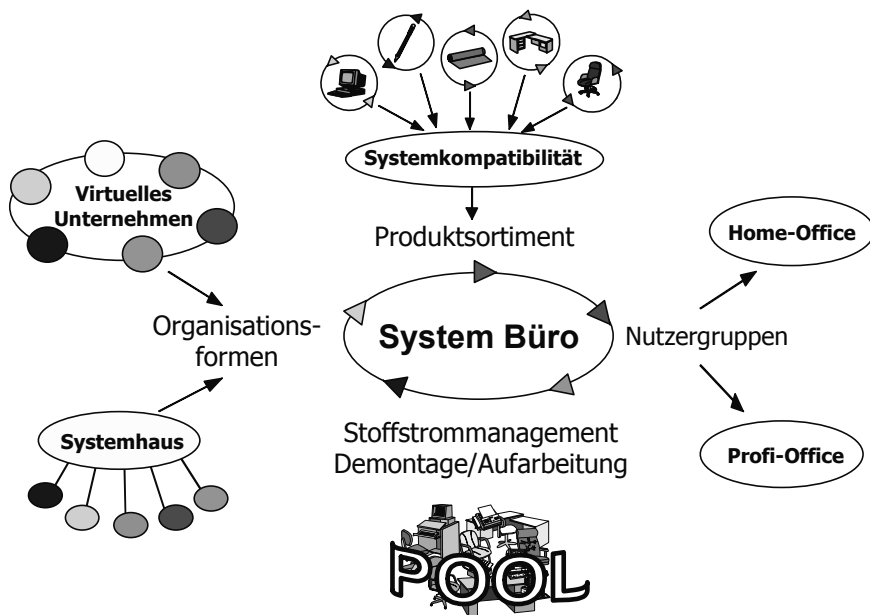 Systemkompatibilität
Produktsortiment
Virtuelles
Unternehmen
Organisations-
formen
Systemhaus
System Büro
Nutzergruppen
Home-Office
Profi-Office
Stoffstrommanagement
Demontage/Aufarbeitung
POOL